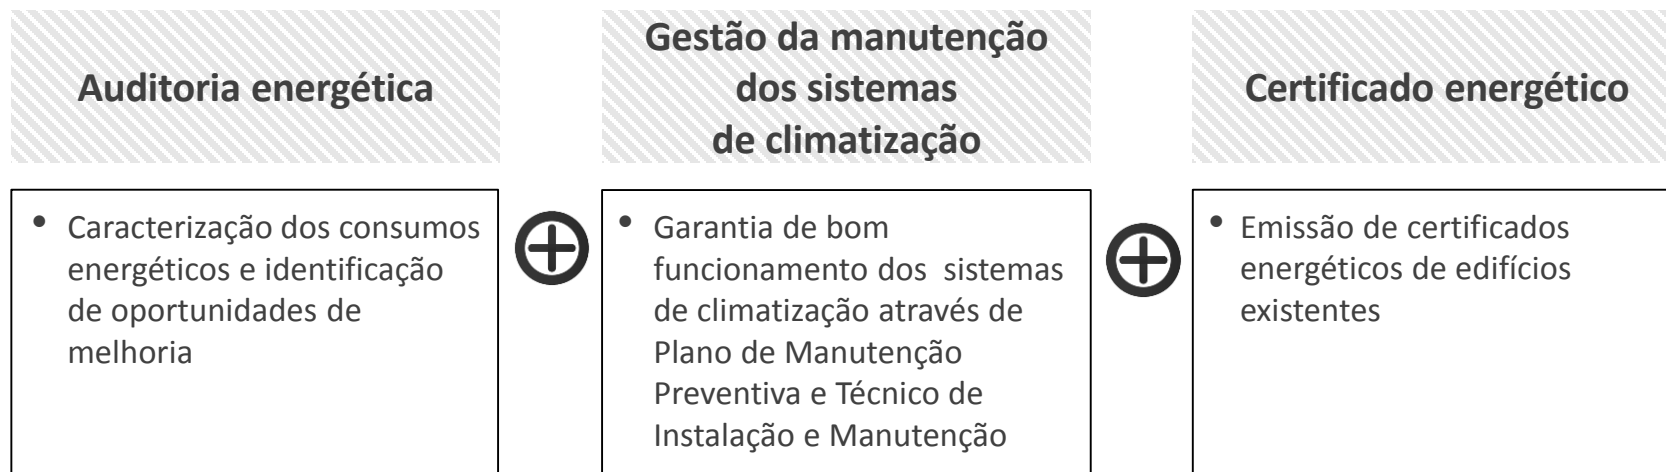 Auditoria energética
• Caracterização dos consumos
energéticos e identificação
de oportunidades de
melhoria
Gestão da manutenção
dos sistemas
de climatização
• Garantia de bom
funcionamento dos  sistemas
de climatização através de
Plano de Manutenção
Preventiva e Técnico de
Instalação e Manutenção
Certificado energético
• Emissão de certificados
energéticos de edifícios
existentes